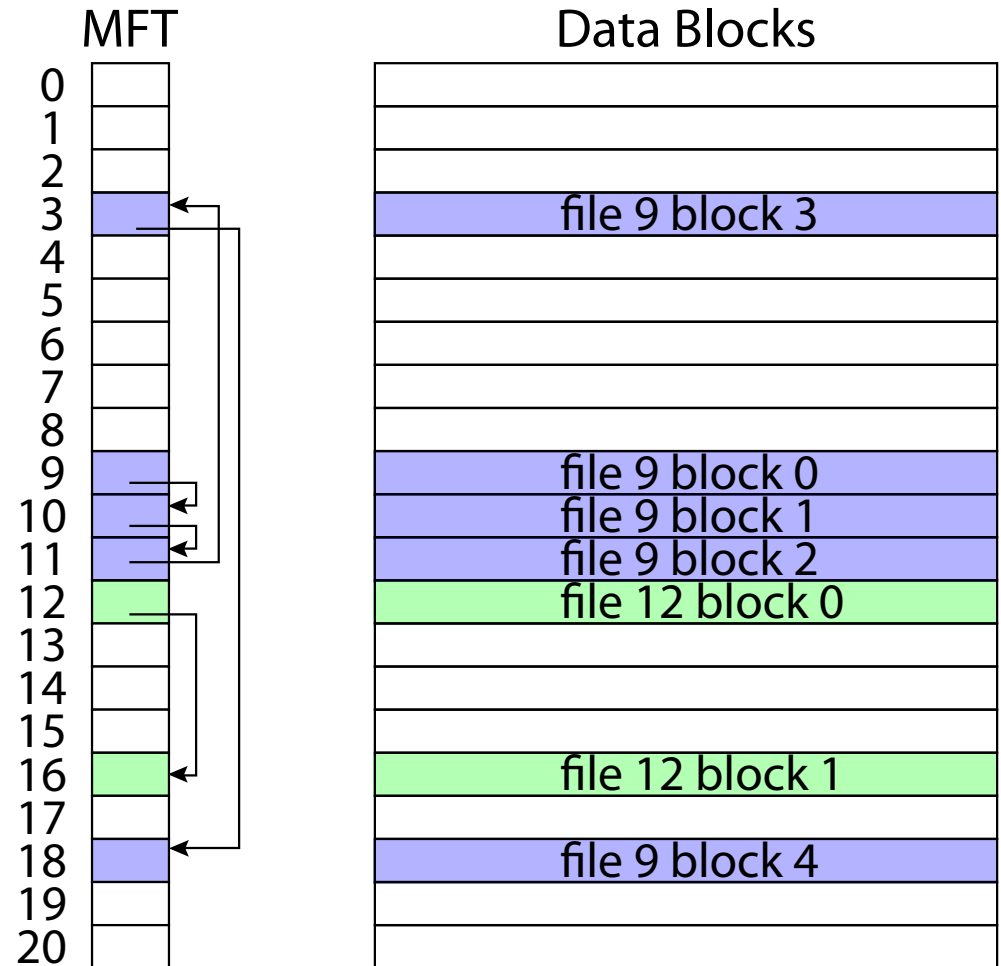 MFT Data Blocks
0
1
2
3 file 9 block 3
4
5
6
7
8
9 file 9 block 0
10 file 9 block 1
11 file 9 block 2
12 file 12 block 0
13
14
15
16 file 12 block 1
17
18 file 9 block 4
19
20